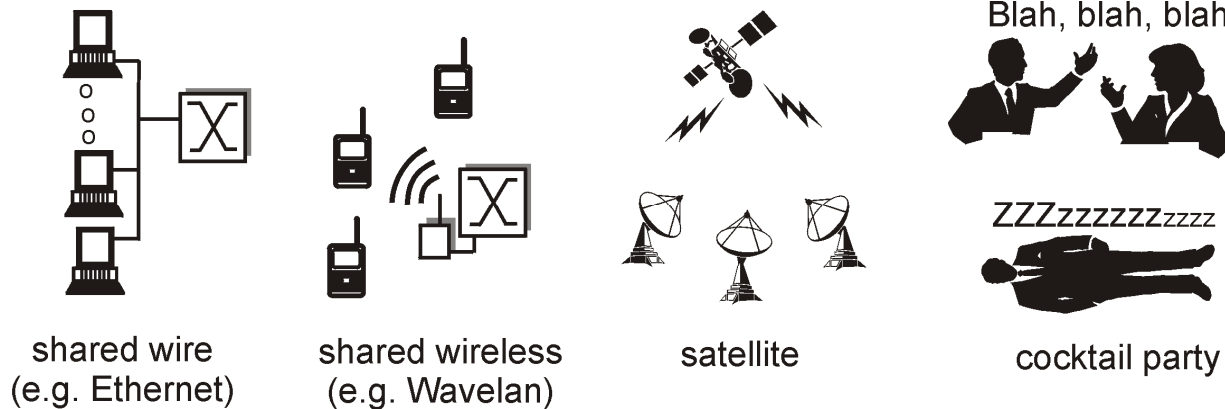 Blah, blah, blah
ZZZzzzzzzzzzz
shared wire
(e.g. Ethernet)
shared wireless
(e.g. Wavelan)
satellite
cocktail party